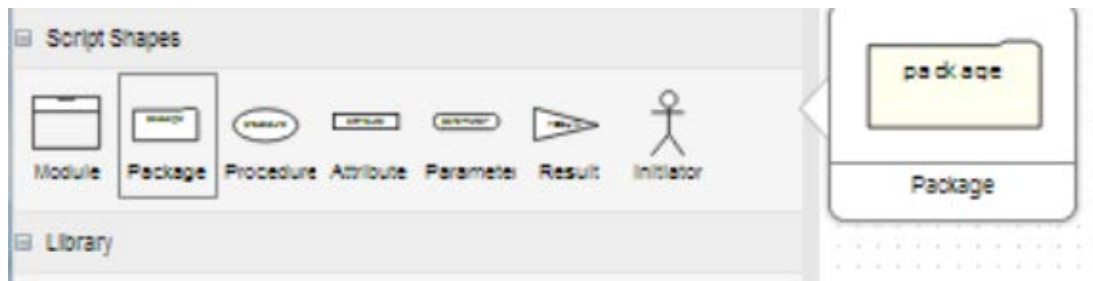 Script Shapes
package
Module Package Procedure Attribute Parameter Result Initiator
Package
Library